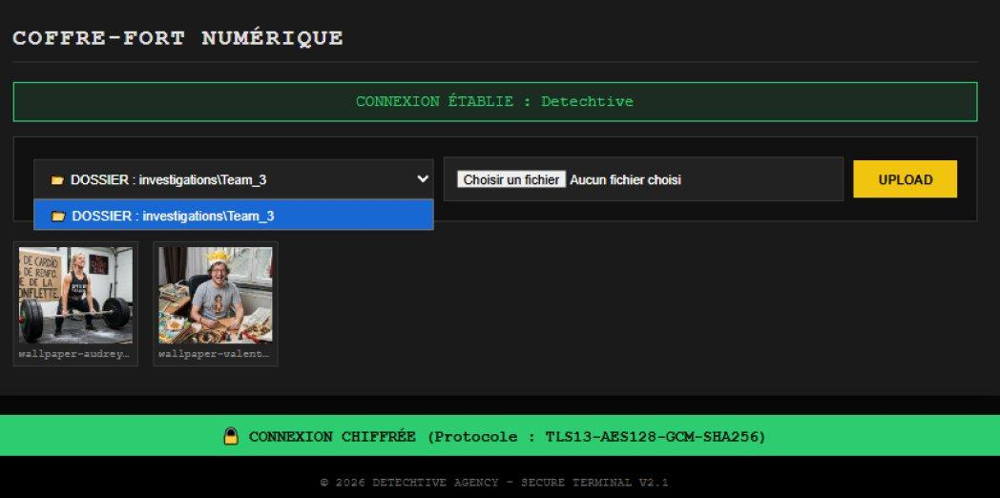 COFFRE-FORT NUMÉRIQUE
CONNEXION ÉTABLIE : Detechtive
DOSSIER : investigations\Team_3
Choisir un fichier Aucun fichier choisi
UPLOAD
DOSSIER : investigations\Team_3
DE CARDIO
DE RENFO
E DE LA
ONFLETTE.
wallpaper-audrey…
wallpaper-valent…
CONNEXION CHIFFRÉE (Protocole : TLS13-AES128-GCM-SHA256)
© 2026 DETECHTIVE AGENCY - SECURE TERMINAL V2.1